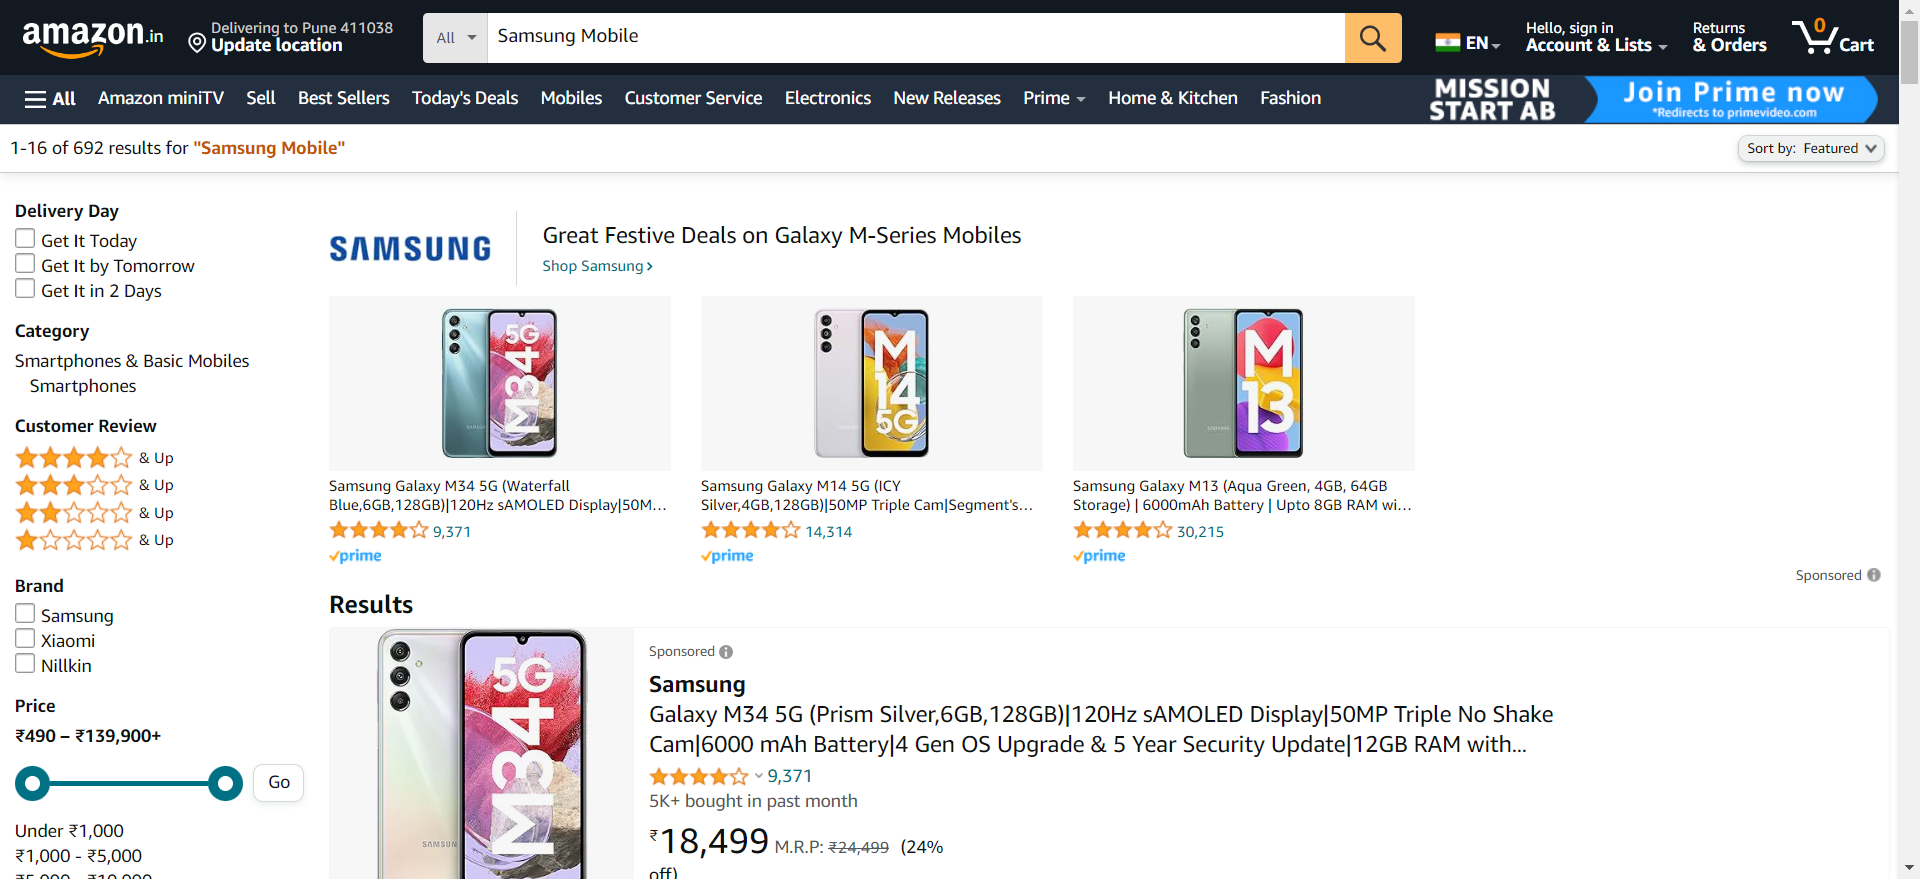 amazon.in
Delivering to Pune 411038
Update location
All
Samsung Mobile
EN
Hello, sign in
Account & Lists
Returns
& Orders
0
Cart
All
Amazon miniTV
Sell
Best Sellers
Today's Deals
Mobiles
Customer Service
Electronics
New Releases
Prime
Home & Kitchen
Fashion
MISSION
START AB
Join Prime now
*Redirects to primevideo.com
1-16 of 692 results for "Samsung Mobile"
Sort by: Featured
Delivery Day
Get It Today
Get It by Tomorrow
Get It in 2 Days
Category
Smartphones & Basic Mobiles
Smartphones
Customer Review
& Up
& Up
& Up
& Up
Brand
Samsung
Xiaomi
Nillkin
Price
₹490 – ₹139,900+
Go
Under ₹1,000
₹1,000 - ₹5,000
₹5,000 - ₹10,000
SAMSUNG
Great Festive Deals on Galaxy M-Series Mobiles
Shop Samsung
M34 5G
Samsung Galaxy M34 5G (Waterfall
Blue,6GB,128GB)|120Hz sAMOLED Display|50M...
9,371
prime
M
14
5G
Samsung Galaxy M14 5G (ICY
Silver,4GB,128GB)|50MP Triple Cam|Segment's...
14,314
prime
SAMSUNG
M
13
Samsung Galaxy M13 (Aqua Green, 4GB, 64GB
Storage) | 6000mAh Battery | Upto 8GB RAM wi...
30,215
prime
Sponsored
Results
SAMSUNG
M34 5G
Sponsored
Samsung
Galaxy M34 5G (Prism Silver,6GB,128GB)|120Hz sAMOLED Display|50MP Triple No Shake
Cam|6000 mAh Battery|4 Gen OS Upgrade & 5 Year Security Update|12GB RAM with...
9,371
5K+ bought in past month
₹18,499 M.R.P: ₹24,499 (24%
off)